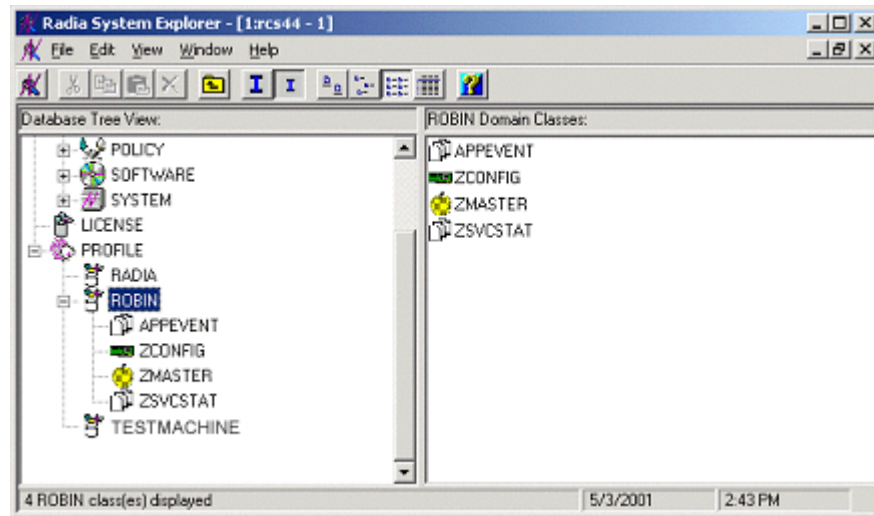 Radia System Explorer - [1:rcs44 - 1]
File Edit View Window Help
Database Tree View:
ROBIN Domain Classes:
POLICY
SOFTWARE
SYSTEM
LICENSE
PROFILE
RADIA
ROBIN
APPEVENT
ZCONFIG
ZMASTER
ZSVCSTAT
TESTMACHINE
APPEVENT
ZCONFIG
ZMASTER
ZSVCSTAT
4 ROBIN class(es) displayed
5/3/2001
2:43 PM